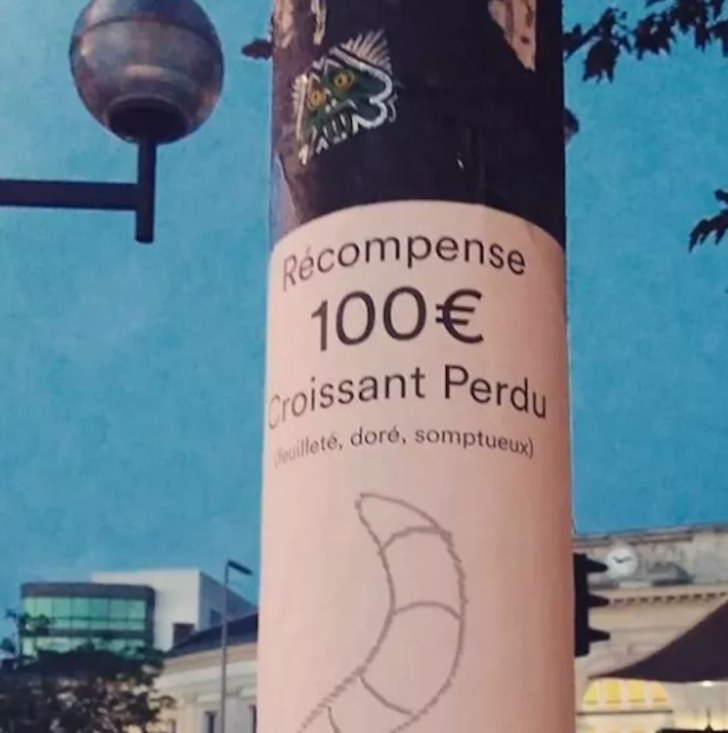 Récompense
100€
Croissant Perdu
(feuilleté, doré, somptueux)